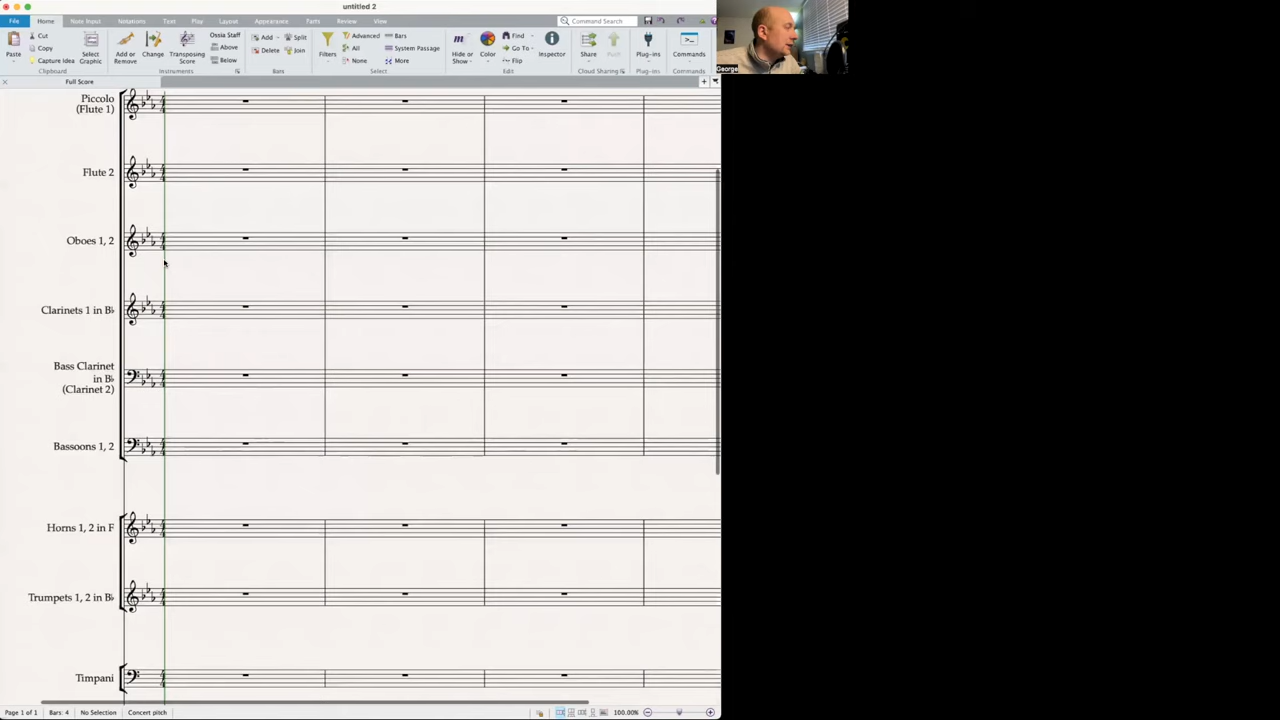 untitled 2
File Home Note Input Notations Text Play Layout Appearance Parts Review View Command Search
Paste Cut Copy Capture Idea Select Graphic Add or Remove Change Transposing Score Ossia Staff Above Below Add Delete Split Join Filters Advanced All None Bars System Passage More Hide or Show Color Find Go To Flip Inspector Share Push Plug-ins Commands
Clipboard Instruments Bars Select Edit Cloud Sharing Plug-ins Commands
George
Full Score
Piccolo
(Flute 1)
Flute 2
Oboes 1, 2
Clarinets 1 in B♭
Bass Clarinet
in B♭
(Clarinet 2)
Bassoons 1, 2
Horns 1, 2 in F
Trumpets 1, 2 in B♭
Timpani
Page 1 of 1 Bars: 4 No Selection Concert pitch 100.00%